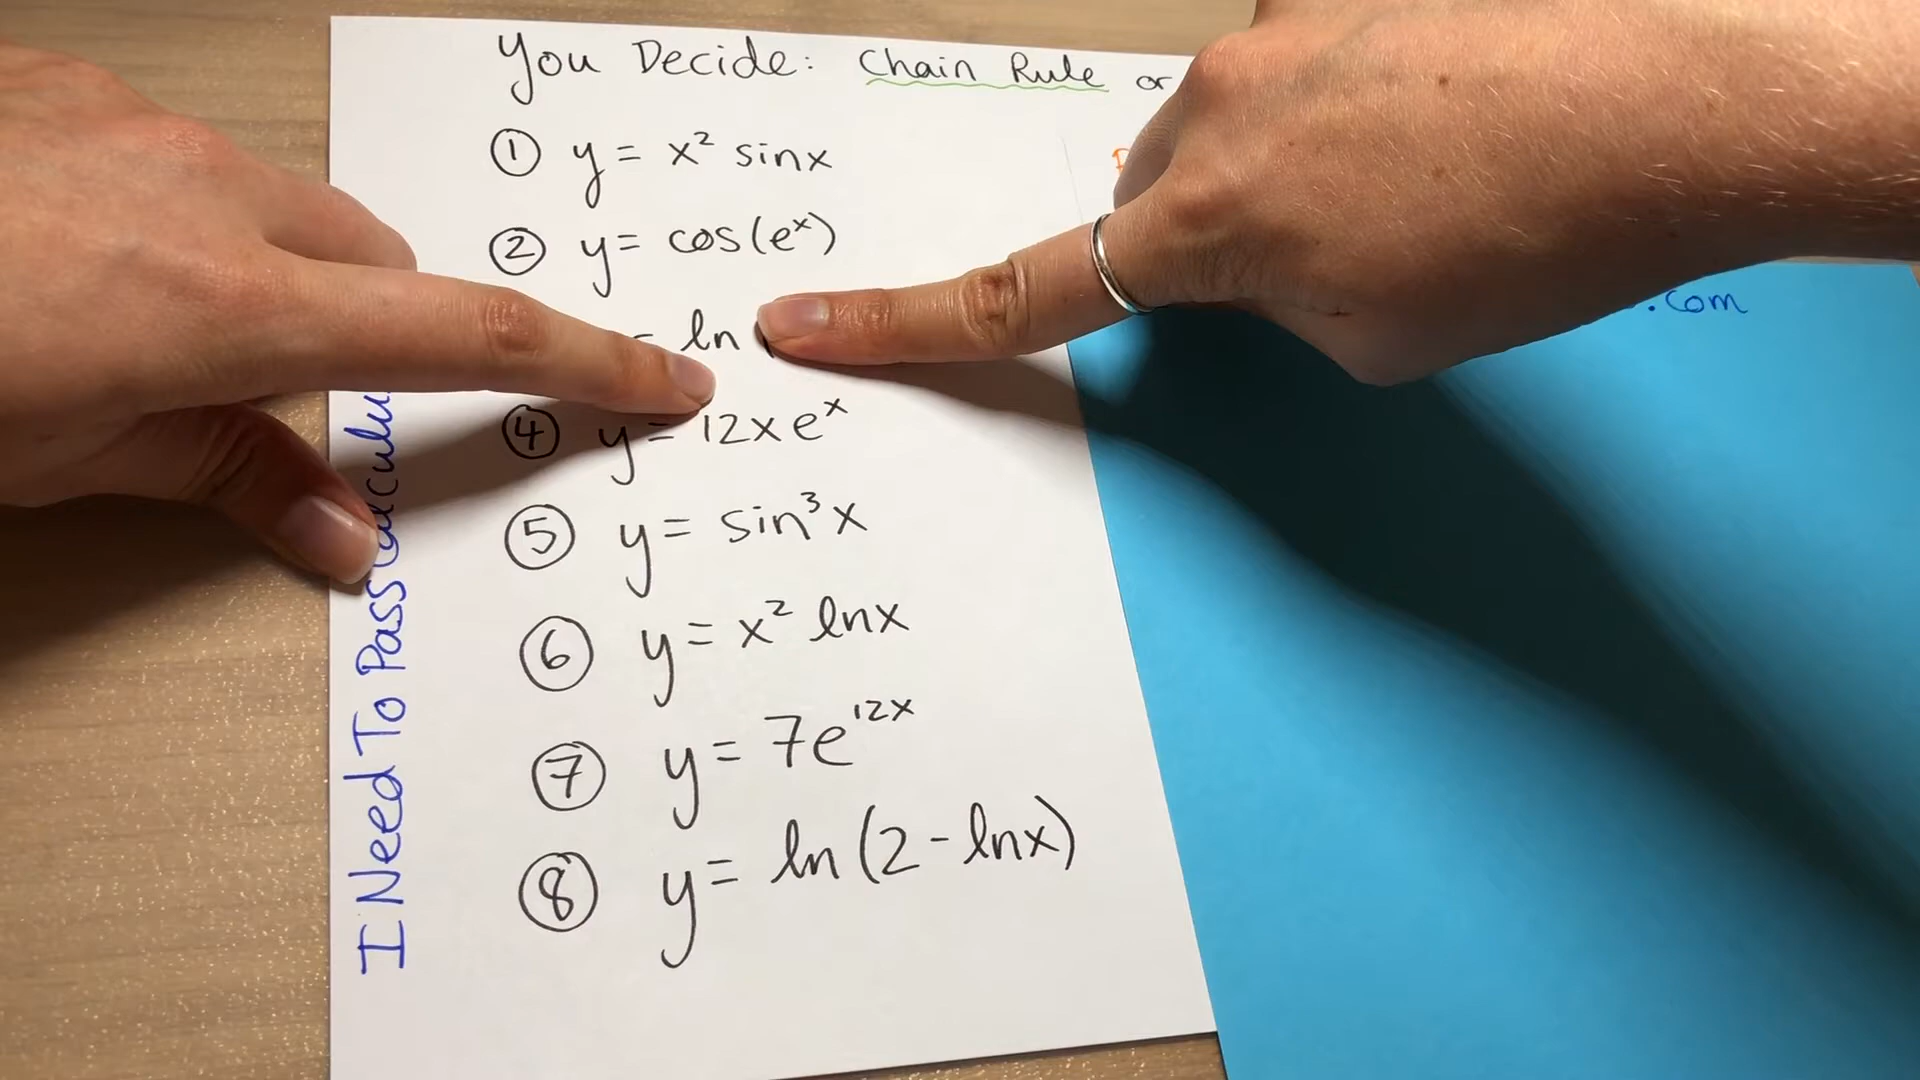 You Decide: Chain Rule or
① y = x² sinx
② y = cos(eˣ)
= ln
④ y = 12x eˣ
⑤ y = sin³x
⑥ y = x² lnx
⑦ y = 7e¹²ˣ
⑧ y = ln(2-lnx)
I Need To Pass Calculu
.com